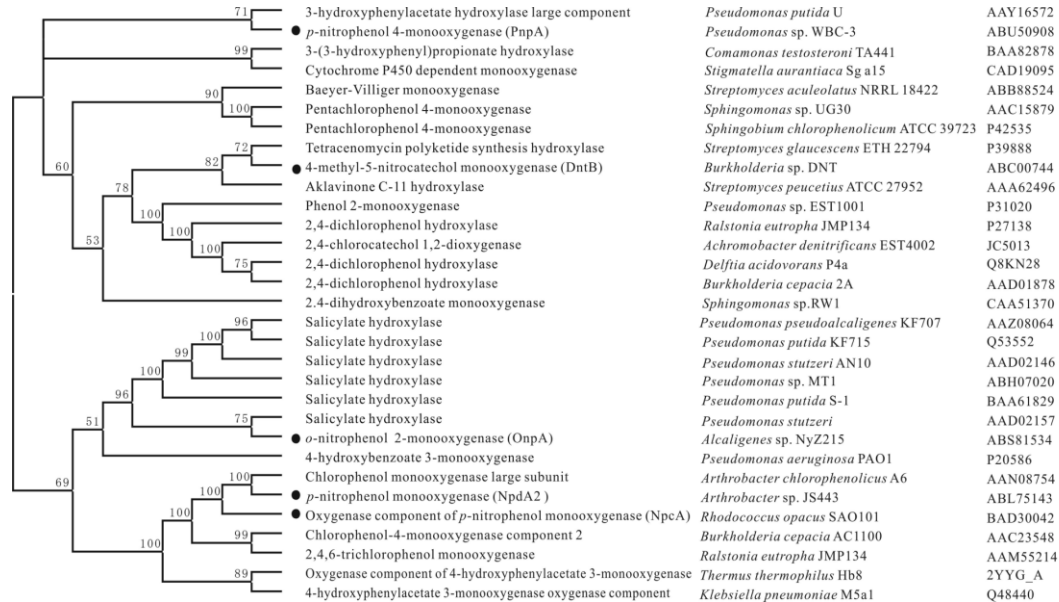 71 3-hydroxyphenylacetate hydroxylase large component Pseudomonas putida U AAY16572
p-nitrophenol 4-monooxygenase (PnpA) Pseudomonas sp. WBC-3 ABU50908
99 3-(3-hydroxyphenyl)propionate hydroxylase Comamonas testosteroni TA441 BAA82878
Cytochrome P450 dependent monooxygenase Stigmatella aurantiaca Sg a15 CAD19095
90 Baeyer-Villiger monooxygenase Streptomyces aculeolatus NRRL 18422 ABB88524
100 Pentachlorophenol 4-monooxygenase Sphingomonas sp. UG30 AAC15879
Pentachlorophenol 4-monooxygenase Sphingobium chlorophenolicum ATCC 39723 P42535
72 Tetracenomycin polyketide synthesis hydroxylase Streptomyces glaucescens ETH 22794 P39888
60 82 4-methyl-5-nitrocatechol monooxygenase (DntB) Burkholderia sp. DNT ABC00744
78 Aklavinone C-11 hydroxylase Streptomyces peucetius ATCC 27952 AAA62496
Phenol 2-monooxygenase Pseudomonas sp. EST1001 P31020
100 2,4-dichlorophenol hydroxylase Ralstonia eutropha JMP134 P27138
53 100 100 2,4-chlorocatechol 1,2-dioxygenase Achromobacter denitrificans EST4002 JC5013
75 2,4-dichlorophenol hydroxylase Delftia acidovorans P4a Q8KN28
2,4-dichlorophenol hydroxylase Burkholderia cepacia 2A AAD01878
2.4-dihydroxybenzoate monooxygenase Sphingomonas sp.RW1 CAA51370
96 Salicylate hydroxylase Pseudomonas pseudoalcaligenes KF707 AAZ08064
100 Salicylate hydroxylase Pseudomonas putida KF715 Q53552
99 Salicylate hydroxylase Pseudomonas stutzeri AN10 AAD02146
100 Salicylate hydroxylase Pseudomonas sp. MT1 ABH07020
96 Salicylate hydroxylase Pseudomonas putida S-1 BAA61829
51 75 Salicylate hydroxylase Pseudomonas stutzeri AAD02157
o-nitrophenol 2-monooxygenase (OnpA) Alcaligenes sp. NyZ215 ABS81534
4-hydroxybenzoate 3-monooxygenase Pseudomonas aeruginosa PAO1 P20586
69 100 Chlorophenol monooxygenase large subunit Arthrobacter chlorophenolicus A6 AAN08754
100 p-nitrophenol monooxygenase (NpdA2 ) Arthrobacter sp. JS443 ABL75143
100 Oxygenase component of p-nitrophenol monooxygenase (NpcA) Rhodococcus opacus SAO101 BAD30042
100 99 Chlorophenol-4-monooxygenase component 2 Burkholderia cepacia AC1100 AAC23548
2,4,6-trichlorophenol monooxygenase Ralstonia eutropha JMP134 AAM55214
89 Oxygenase component of 4-hydroxyphenylacetate 3-monooxygenase Thermus thermophilus Hb8 2YYG_A
4-hydroxyphenylacetate 3-monooxygenase oxygenase component Klebsiella pneumoniae M5a1 Q48440